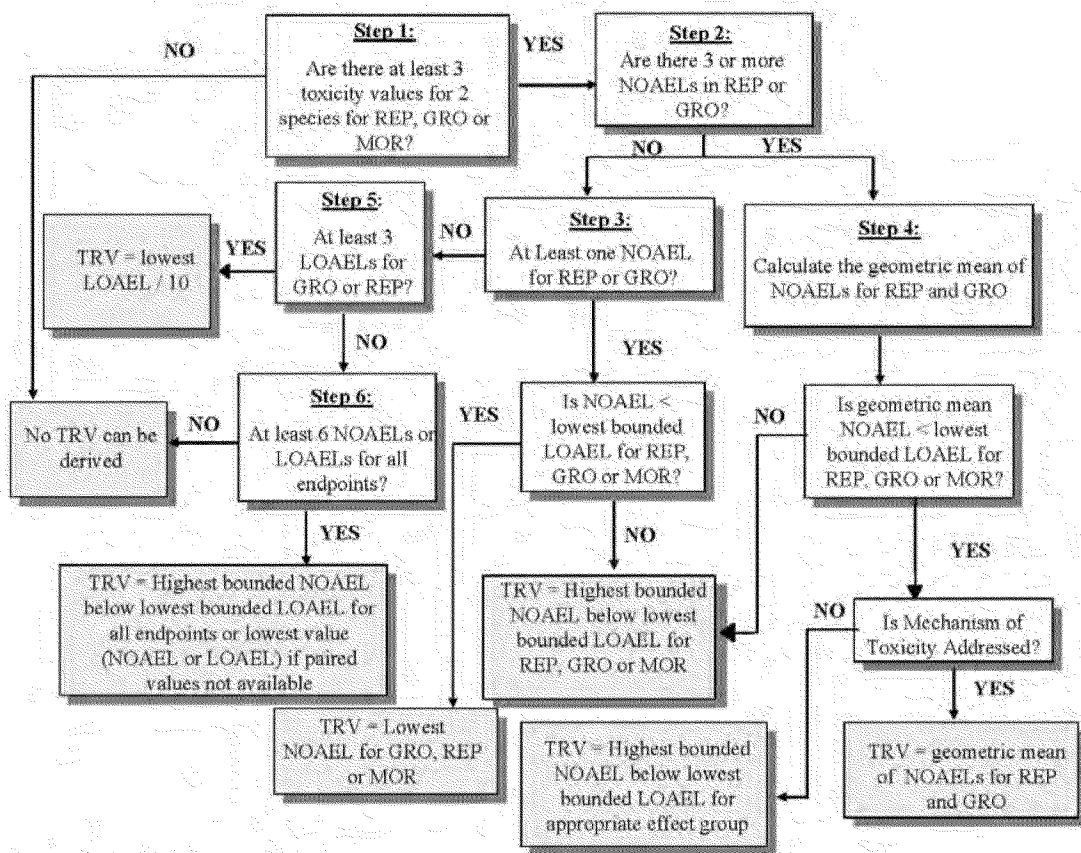 NO
Step 1:
Are there at least 3
toxicity values for 2
species for REP, GRO or
MOR?
YES
Step 2:
Are there 3 or more
NOAELs in REP or
GRO?
NO
YES
Step 5:
At least 3
LOAELs for
GRO or REP?
YES
TRV = lowest
LOAEL / 10
NO
Step 3:
At Least one NOAEL
for REP or GRO?
Step 4:
Calculate the geometric mean of
NOAELs for REP and GRO
NO
YES
No TRV can be
derived
NO
Step 6:
At least 6 NOAELs or
LOAELs for all
endpoints?
YES
Is NOAEL <
lowest bounded
LOAEL for REP,
GRO or MOR?
NO
Is geometric mean
NOAEL < lowest
bounded LOAEL for
REP, GRO or MOR?
YES
NO
YES
TRV = Highest bounded NOAEL
below lowest bounded LOAEL for
all endpoints or lowest value
(NOAEL or LOAEL) if paired
values not available
TRV = Highest bounded
NOAEL below lowest
bounded LOAEL for
REP, GRO or MOR
NO
Is Mechanism of
Toxicity Addressed?
YES
TRV = Lowest
NOAEL for GRO, REP
or MOR
TRV = Highest bounded
NOAEL below lowest
bounded LOAEL for
appropriate effect group
TRV = geometric mean
of NOAELs for REP
and GRO